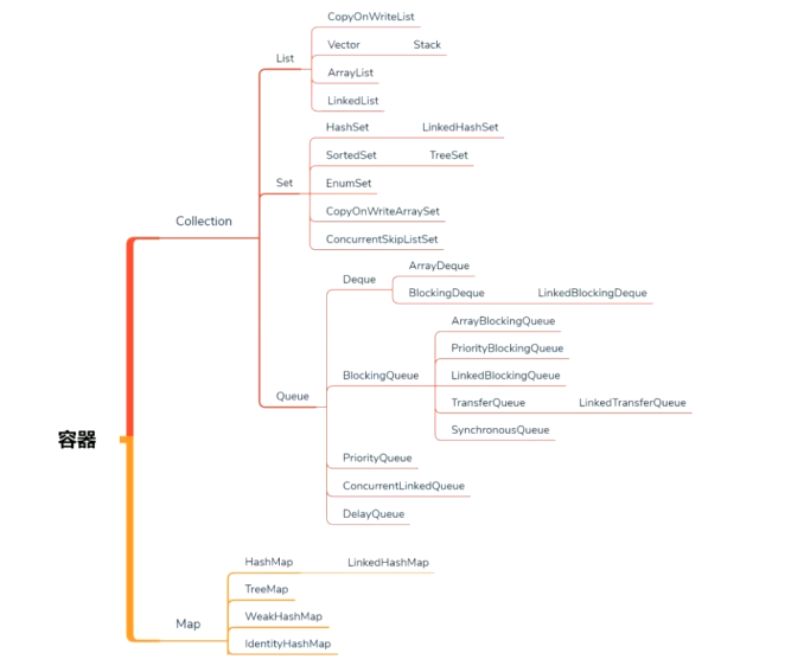 CopyOnWriteList
Vector Stack
List
ArrayList
LinkedList
HashSet LinkedHashSet
SortedSet TreeSet
Set EnumSet
CopyOnWriteArraySet
Collection
ConcurrentSkipListSet
ArrayDeque
Deque
BlockingDeque LinkedBlockingDeque
ArrayBlockingQueue
PriorityBlockingQueue
BlockingQueue LinkedBlockingQueue
Queue
TransferQueue LinkedTransferQueue
SynchronousQueue
容器
PriorityQueue
ConcurrentLinkedQueue
DelayQueue
HashMap LinkedHashMap
TreeMap
WeakHashMap
Map
IdentityHashMap